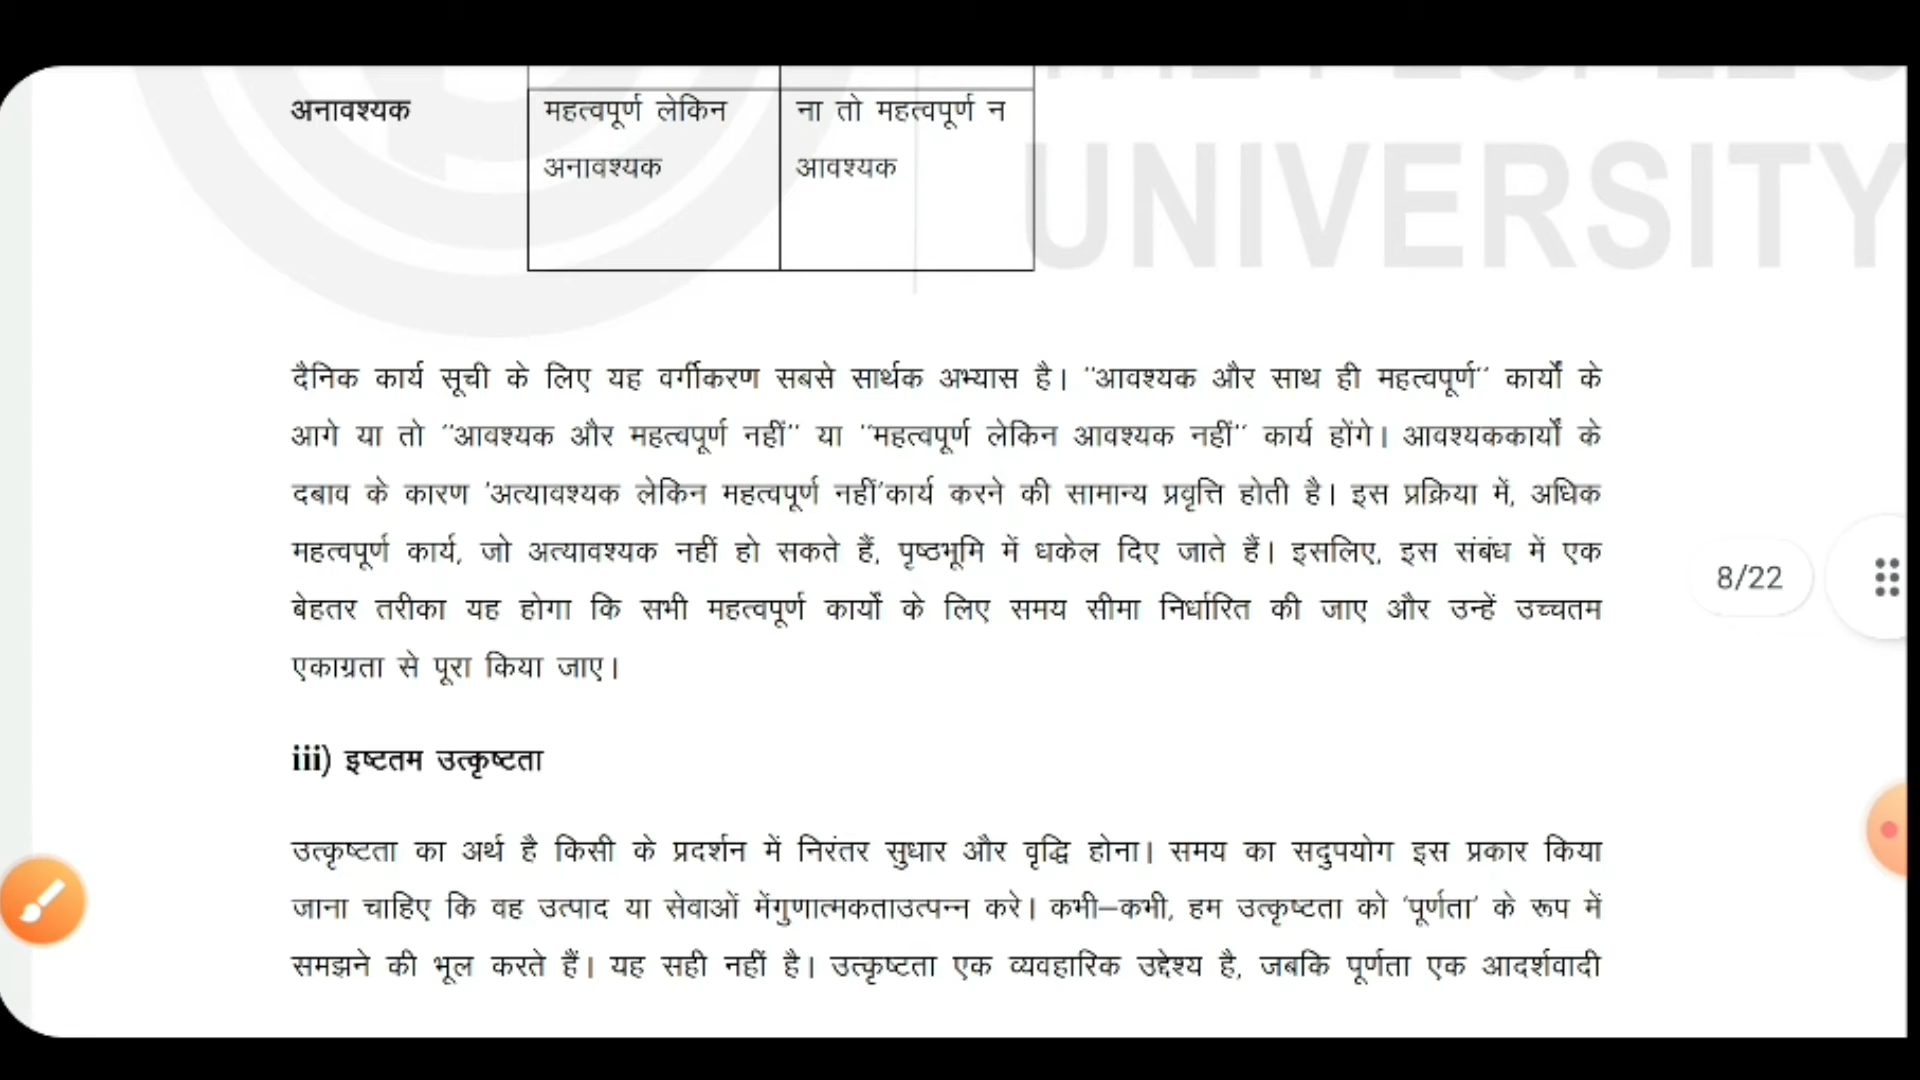 अनावश्यक
महत्वपूर्ण लेकिन
अनावश्यक
ना तो महत्वपूर्ण न
आवश्यक
UNIVERSITY
दैनिक कार्य सूची के लिए यह वर्गीकरण सबसे सार्थक अभ्यास है। "आवश्यक और साथ ही महत्वपूर्ण" कार्यों के
आगे या तो "आवश्यक और महत्वपूर्ण नहीं" या "महत्वपूर्ण लेकिन आवश्यक नहीं" कार्य होंगे। आवश्यककार्यों के
दबाव के कारण 'अत्यावश्यक लेकिन महत्वपूर्ण नहीं'कार्य करने की सामान्य प्रवृत्ति होती है। इस प्रक्रिया में, अधिक
महत्वपूर्ण कार्य, जो अत्यावश्यक नहीं हो सकते हैं, पृष्ठभूमि में धकेल दिए जाते हैं। इसलिए, इस संबंध में एक
बेहतर तरीका यह होगा कि सभी महत्वपूर्ण कार्यों के लिए समय सीमा निर्धारित की जाए और उन्हें उच्चतम
एकाग्रता से पूरा किया जाए।
8/22
iii) इष्टतम उत्कृष्टता
उत्कृष्टता का अर्थ है किसी के प्रदर्शन में निरंतर सुधार और वृद्धि होना। समय का सदुपयोग इस प्रकार किया
जाना चाहिए कि वह उत्पाद या सेवाओं मेंगुणात्मकताउत्पन्न करे। कभी–कभी, हम उत्कृष्टता को 'पूर्णता' के रूप में
समझने की भूल करते हैं। यह सही नहीं है। उत्कृष्टता एक व्यवहारिक उद्देश्य है, जबकि पूर्णता एक आदर्शवादी